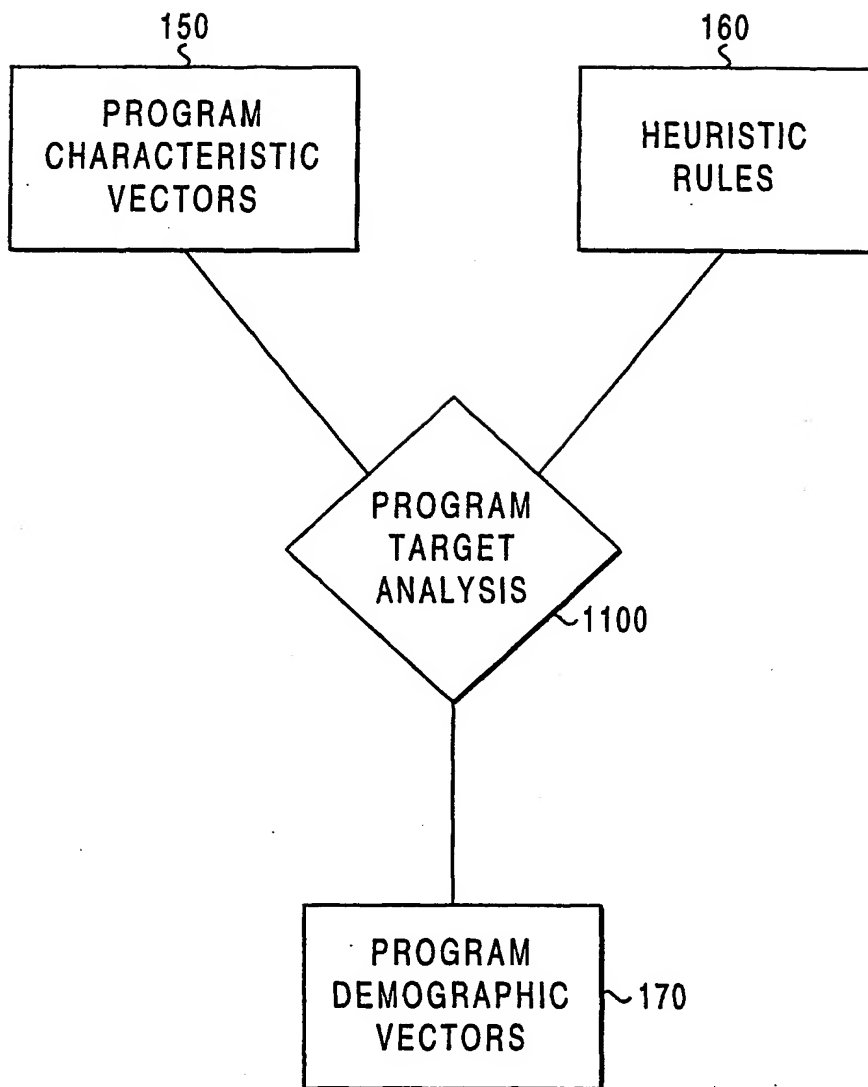 150
160
PROGRAM
CHARACTERISTIC
VECTORS
HEURISTIC
RULES
PROGRAM
TARGET
ANALYSIS
1100
PROGRAM
DEMOGRAPHIC
VECTORS
170